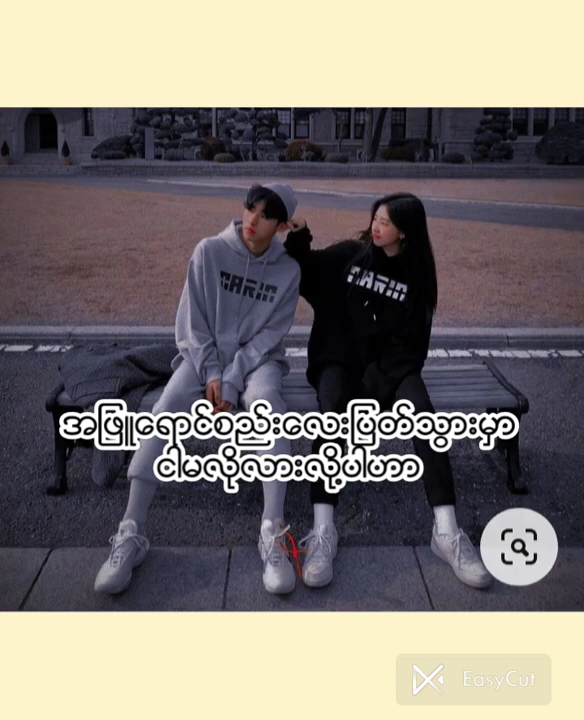 CARIN
CARIN
အဖြူရောင်စည်းလေးပြတ်သွားမှာ
ငါမလိုလားလို့ပါဟာ
EasyCut